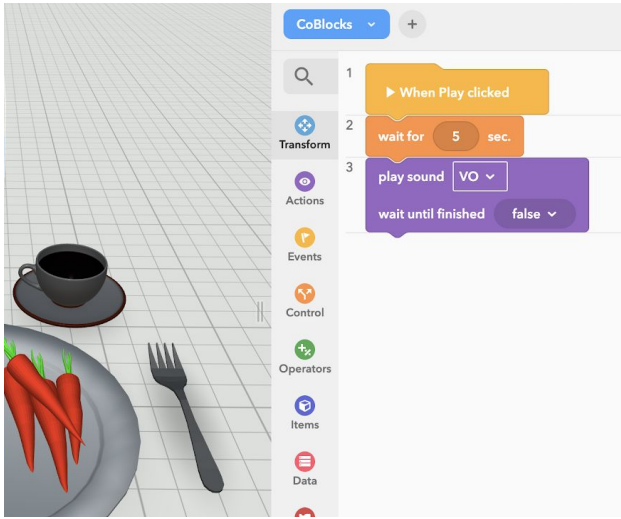 CoBlocks
+
1
When Play clicked
2
wait for 5 sec.
3
play sound VO
wait until finished false
Transform
Actions
Events
Control
Operators
Items
Data